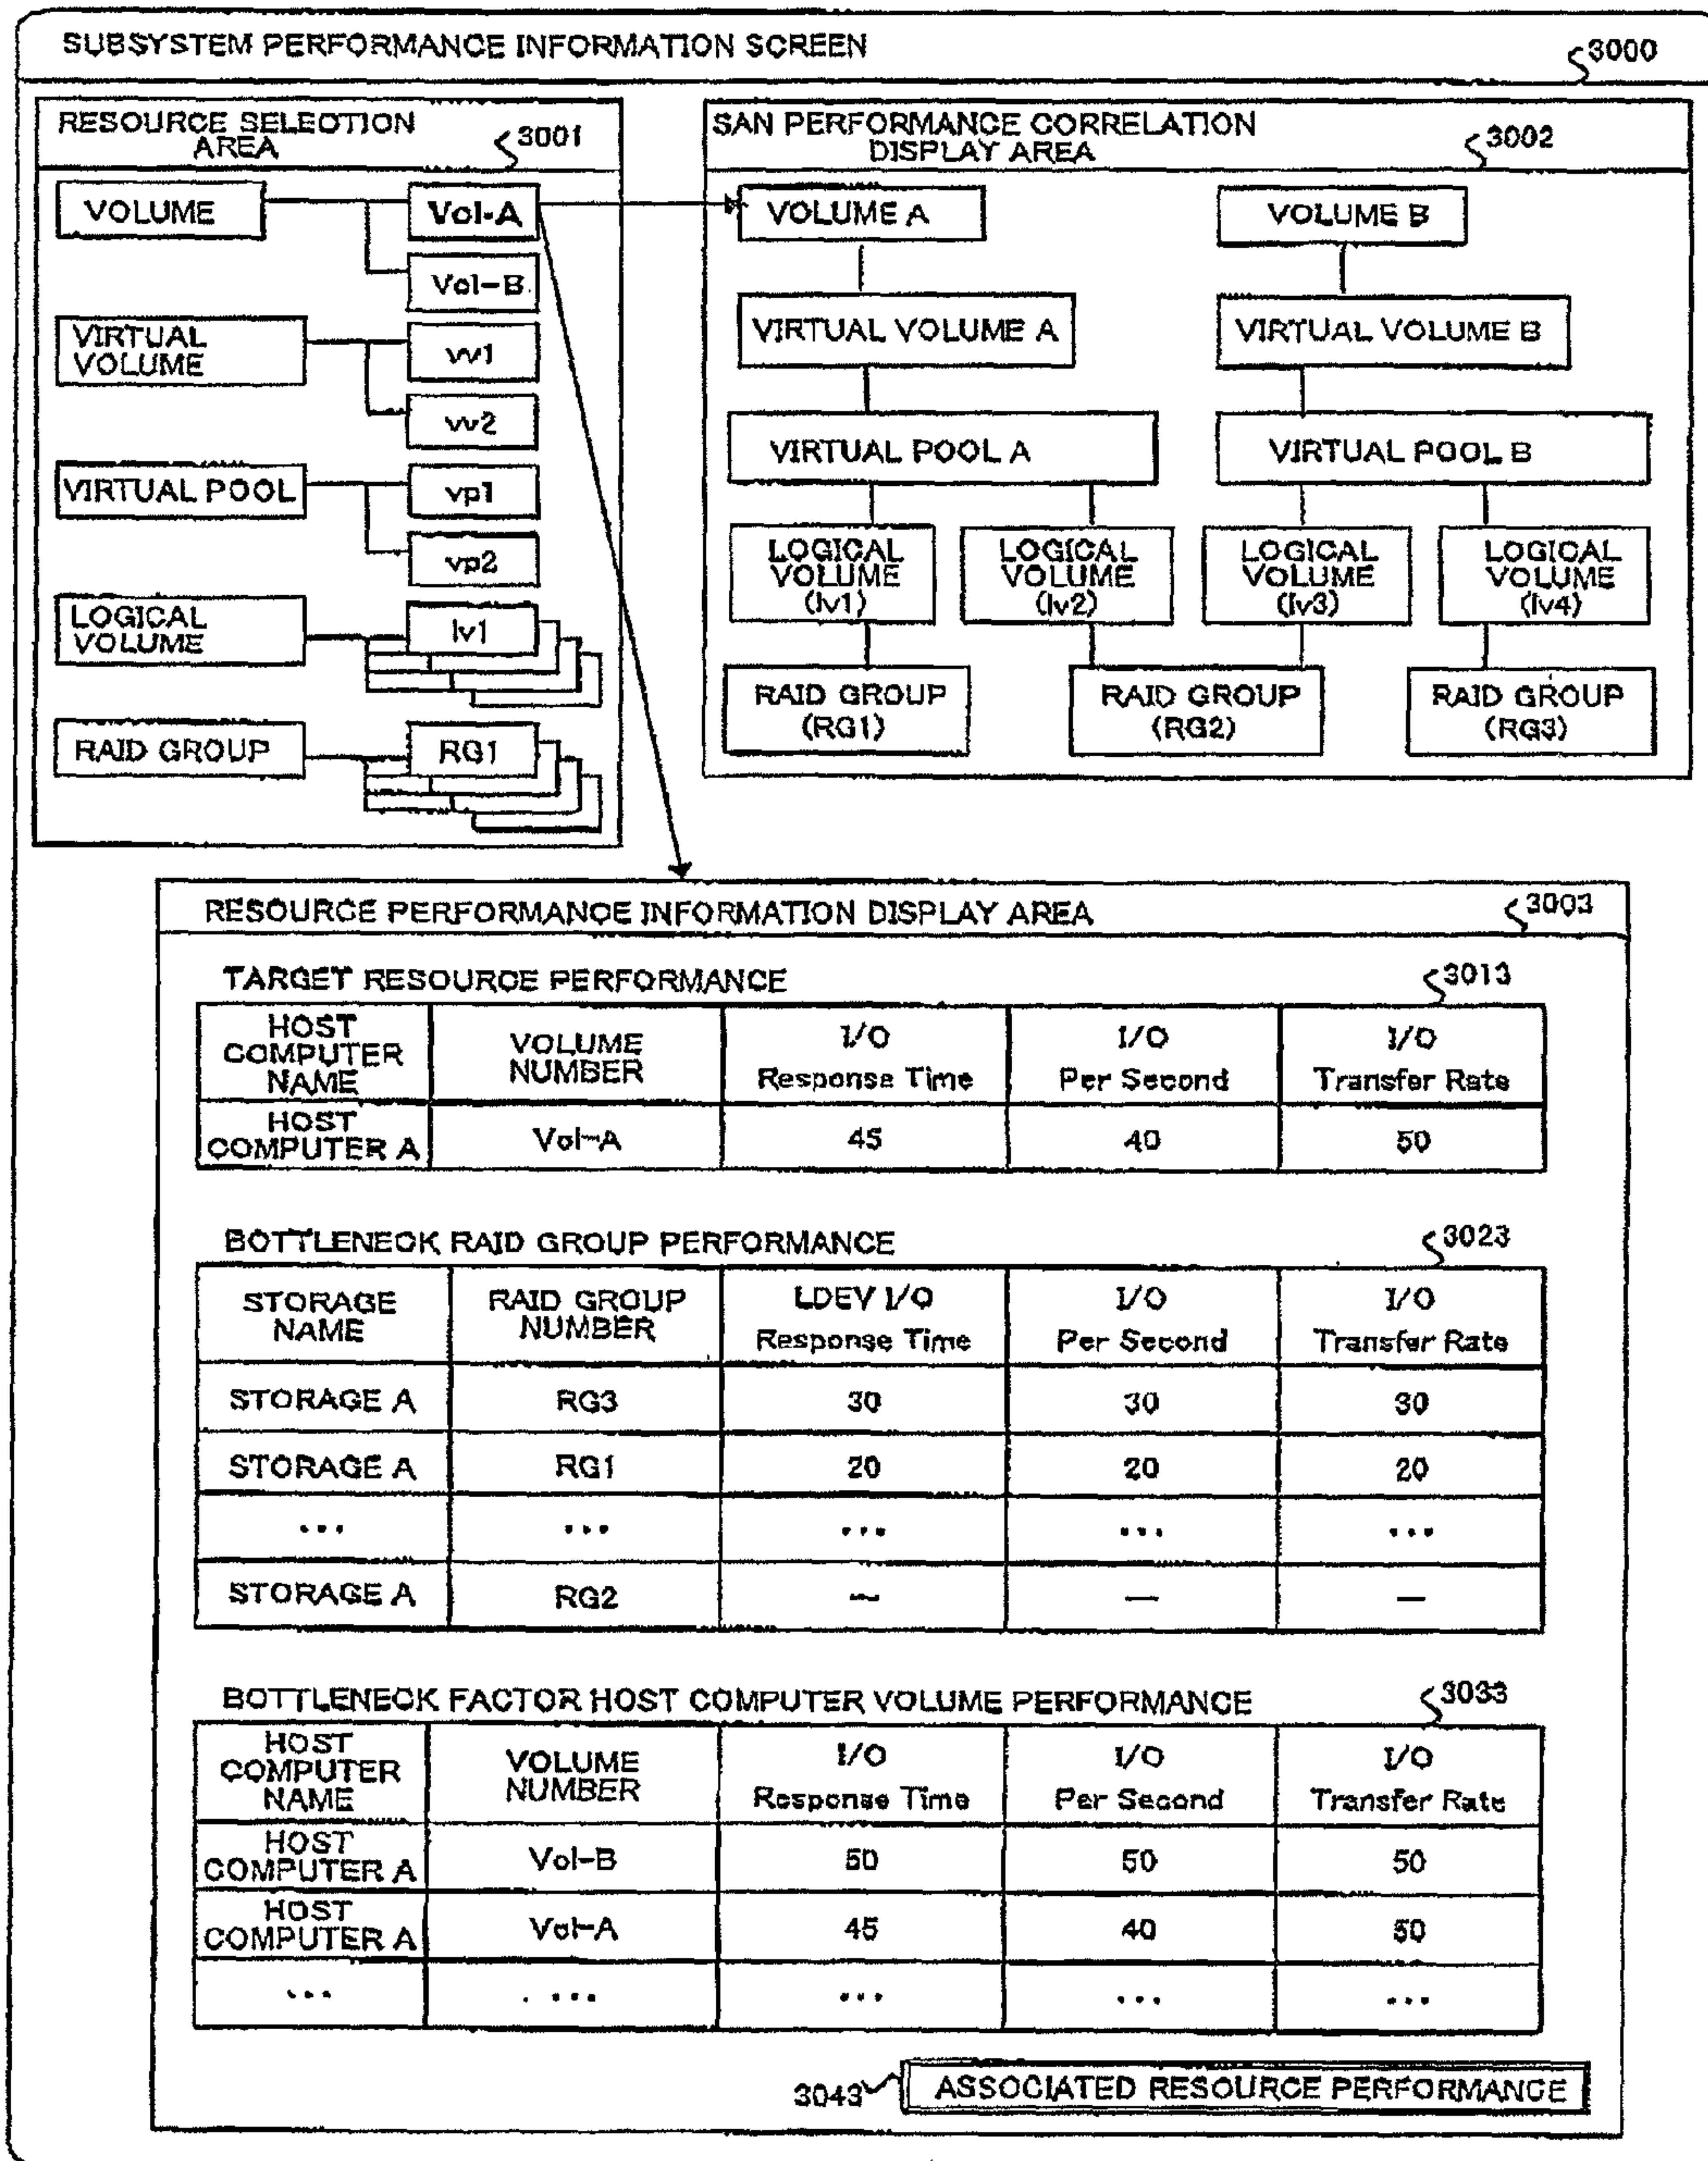 SUBSYSTEM PERFORMANCE INFORMATION SCREEN
3000
RESOURCE SELECTION
AREA
3001
VOLUME
Vol-A
Vol-B
VIRTUAL
VOLUME
vv1
vv2
VIRTUAL POOL
vp1
vp2
LOGICAL
VOLUME
lv1
RAID GROUP
RG1
SAN PERFORMANCE CORRELATION
DISPLAY AREA
3002
VOLUME A
VOLUME B
VIRTUAL VOLUME A
VIRTUAL VOLUME B
VIRTUAL POOL A
VIRTUAL POOL B
LOGICAL
VOLUME
(lv1)
LOGICAL
VOLUME
(lv2)
LOGICAL
VOLUME
(lv3)
LOGICAL
VOLUME
(lv4)
RAID GROUP
(RG1)
RAID GROUP
(RG2)
RAID GROUP
(RG3)
RESOURCE PERFORMANCE INFORMATION DISPLAY AREA
3003
TARGET RESOURCE PERFORMANCE
3013
HOST
COMPUTER
NAME
VOLUME
NUMBER
I/O
Response Time
I/O
Per Second
I/O
Transfer Rate
HOST
COMPUTER A
Vol-A
45
40
50
BOTTLENECK RAID GROUP PERFORMANCE
3023
STORAGE
NAME
RAID GROUP
NUMBER
LDEV I/O
Response Time
I/O
Per Second
I/O
Transfer Rate
STORAGE A
RG3
30
30
30
STORAGE A
RG1
20
20
20
...
...
...
...
...
STORAGE A
RG2
—
—
—
BOTTLENECK FACTOR HOST COMPUTER VOLUME PERFORMANCE
3033
HOST
COMPUTER
NAME
VOLUME
NUMBER
I/O
Response Time
I/O
Per Second
I/O
Transfer Rate
HOST
COMPUTER A
Vol-B
50
50
50
HOST
COMPUTER A
Vol-A
45
40
50
...
...
...
...
...
3043
ASSOCIATED RESOURCE PERFORMANCE